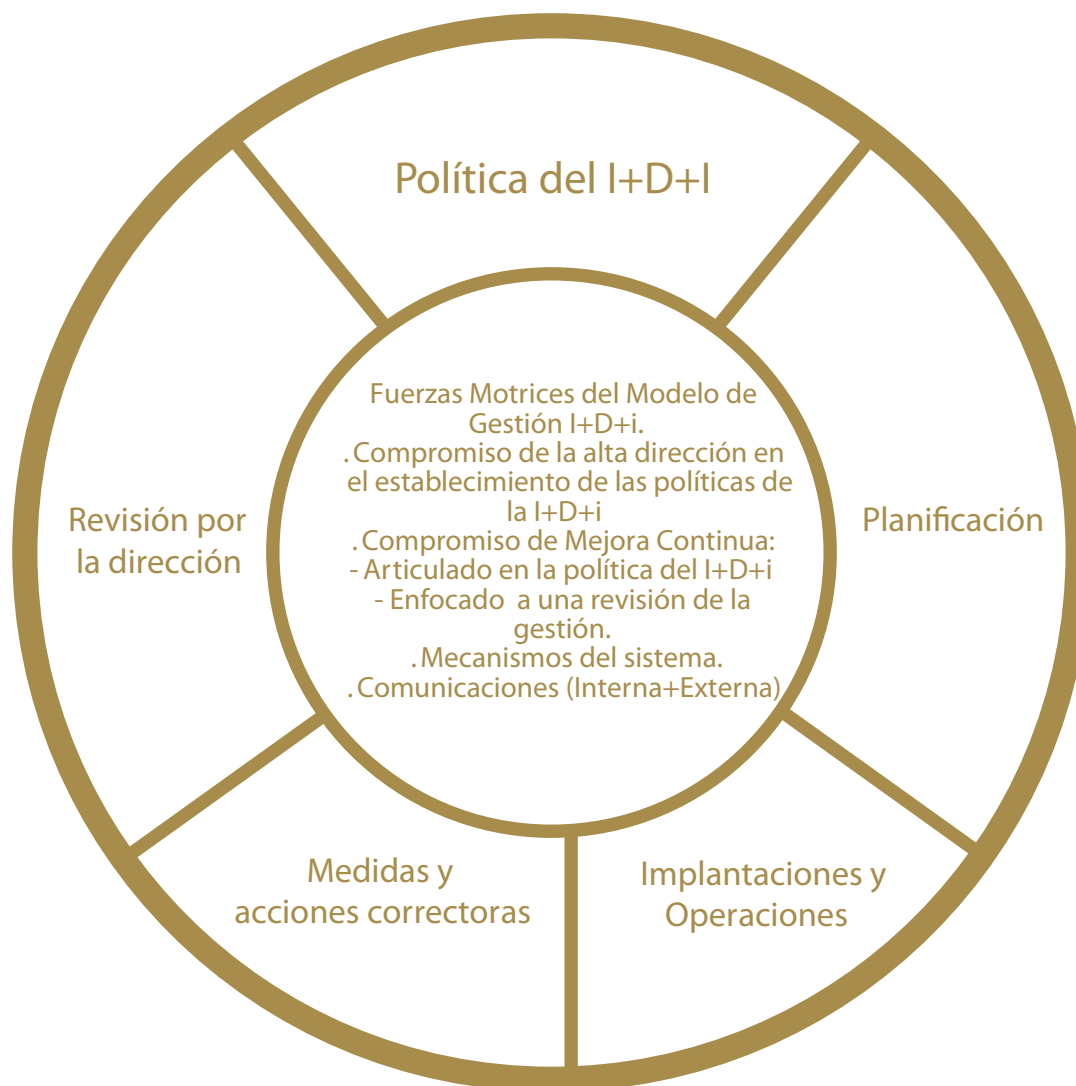 Política del I+D+I
Fuerzas Motrices del Modelo de
Gestión I+D+i.
.Compromiso de la alta dirección en
el establecimiento de las políticas de
la I+D+i
.Compromiso de Mejora Continua:
- Articulado en la política del I+D+i
- Enfocado a una revisión de la
gestión.
.Mecanismos del sistema.
.Comunicaciones (Interna+Externa)
Revisión por
la dirección
Planificación
Medidas y
acciones correctoras
Implantaciones y
Operaciones